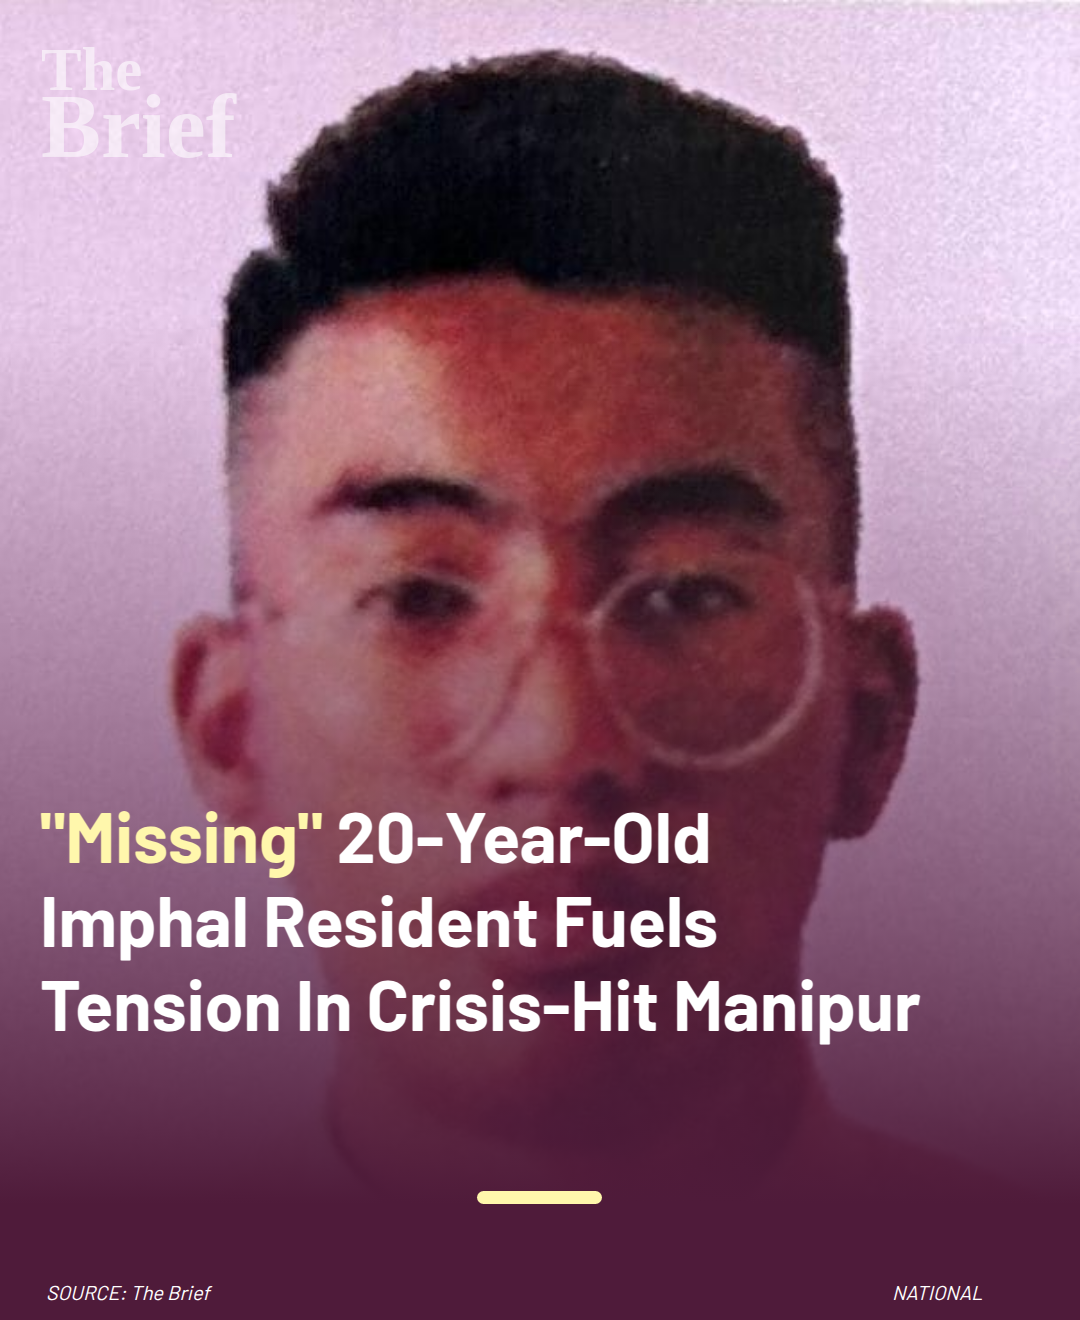 The
Brief
"Missing" 20-Year-Old
Imphal Resident Fuels
Tension In Crisis-Hit Manipur
SOURCE: The Brief
NATIONAL